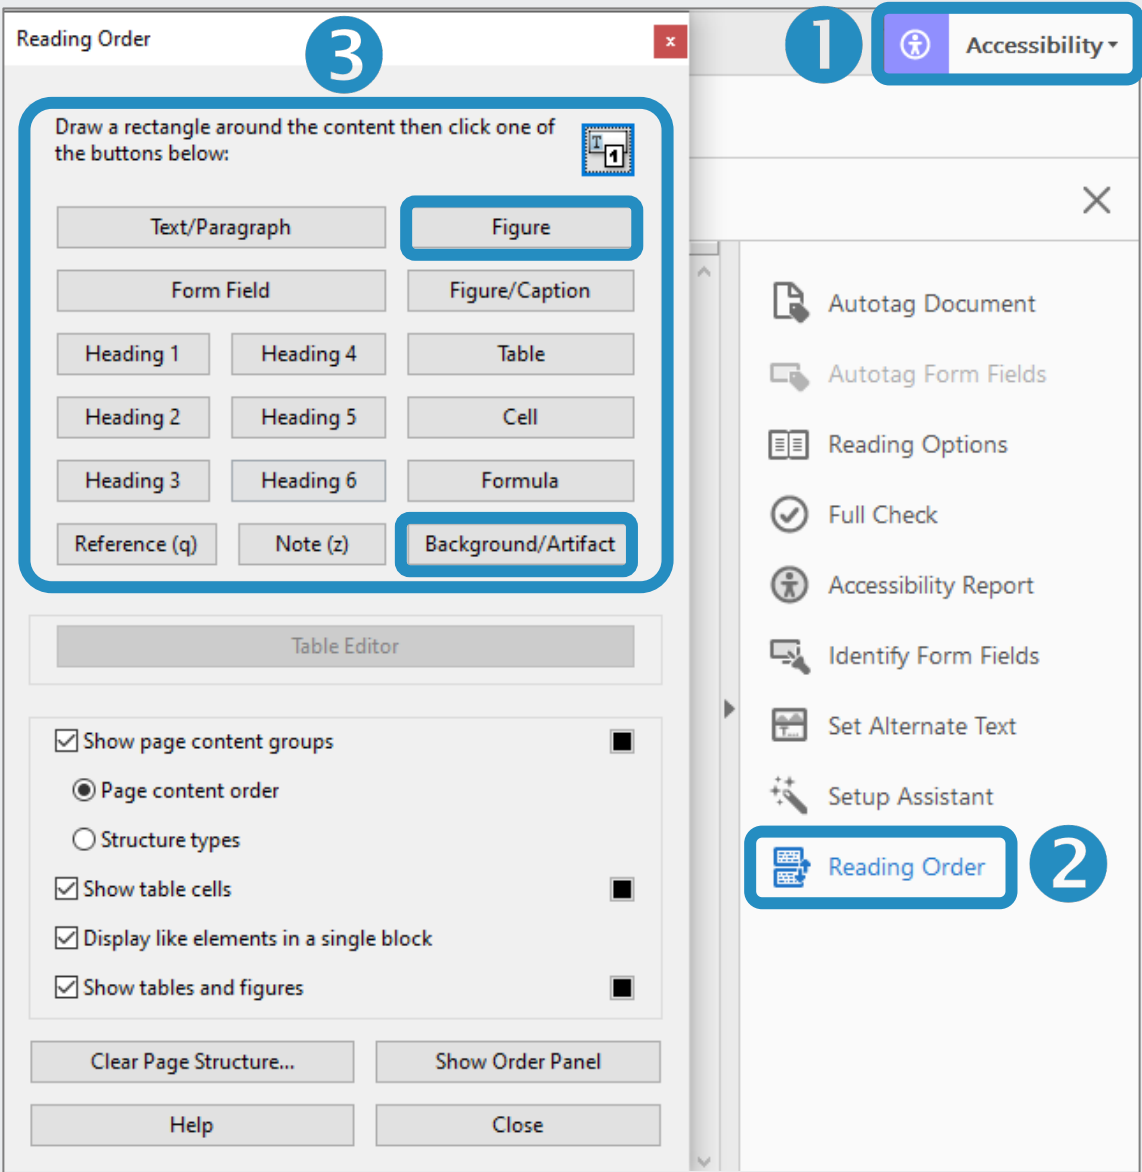 Reading Order
x
3
1
Accessibility
Draw a rectangle around the content then click one of
the buttons below:
T
1
Text/Paragraph
Figure
Form Field
Figure/Caption
Heading 1
Heading 4
Table
Heading 2
Heading 5
Cell
Heading 3
Heading 6
Formula
Reference (q)
Note (z)
Background/Artifact
Table Editor
Show page content groups
Page content order
Structure types
Show table cells
Display like elements in a single block
Show tables and figures
Clear Page Structure...
Show Order Panel
Help
Close
Autotag Document
Autotag Form Fields
Reading Options
Full Check
Accessibility Report
Identify Form Fields
Set Alternate Text
Setup Assistant
Reading Order
2